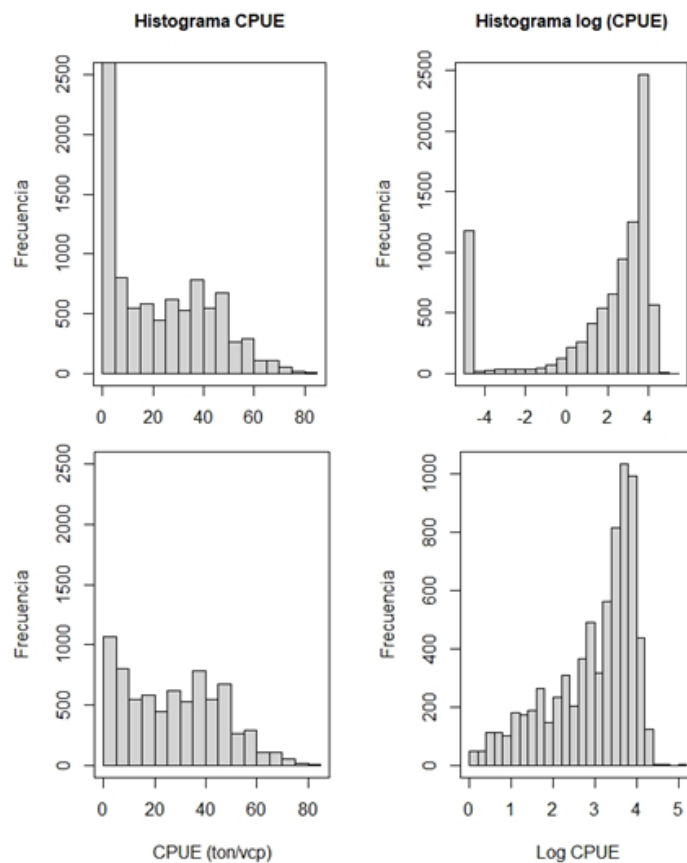 Histograma CPUE
Histograma log (CPUE)
Frecuencia
0 500 1000 1500 2000 2500
0 20 40 60 80
Frecuencia
0 500 1000 1500 2000 2500
-4 -2 0 2 4
Frecuencia
0 500 1000 1500 2000 2500
0 20 40 60 80
CPUE (ton/vcp)
Frecuencia
0 200 400 600 800 1000
0 1 2 3 4 5
Log CPUE